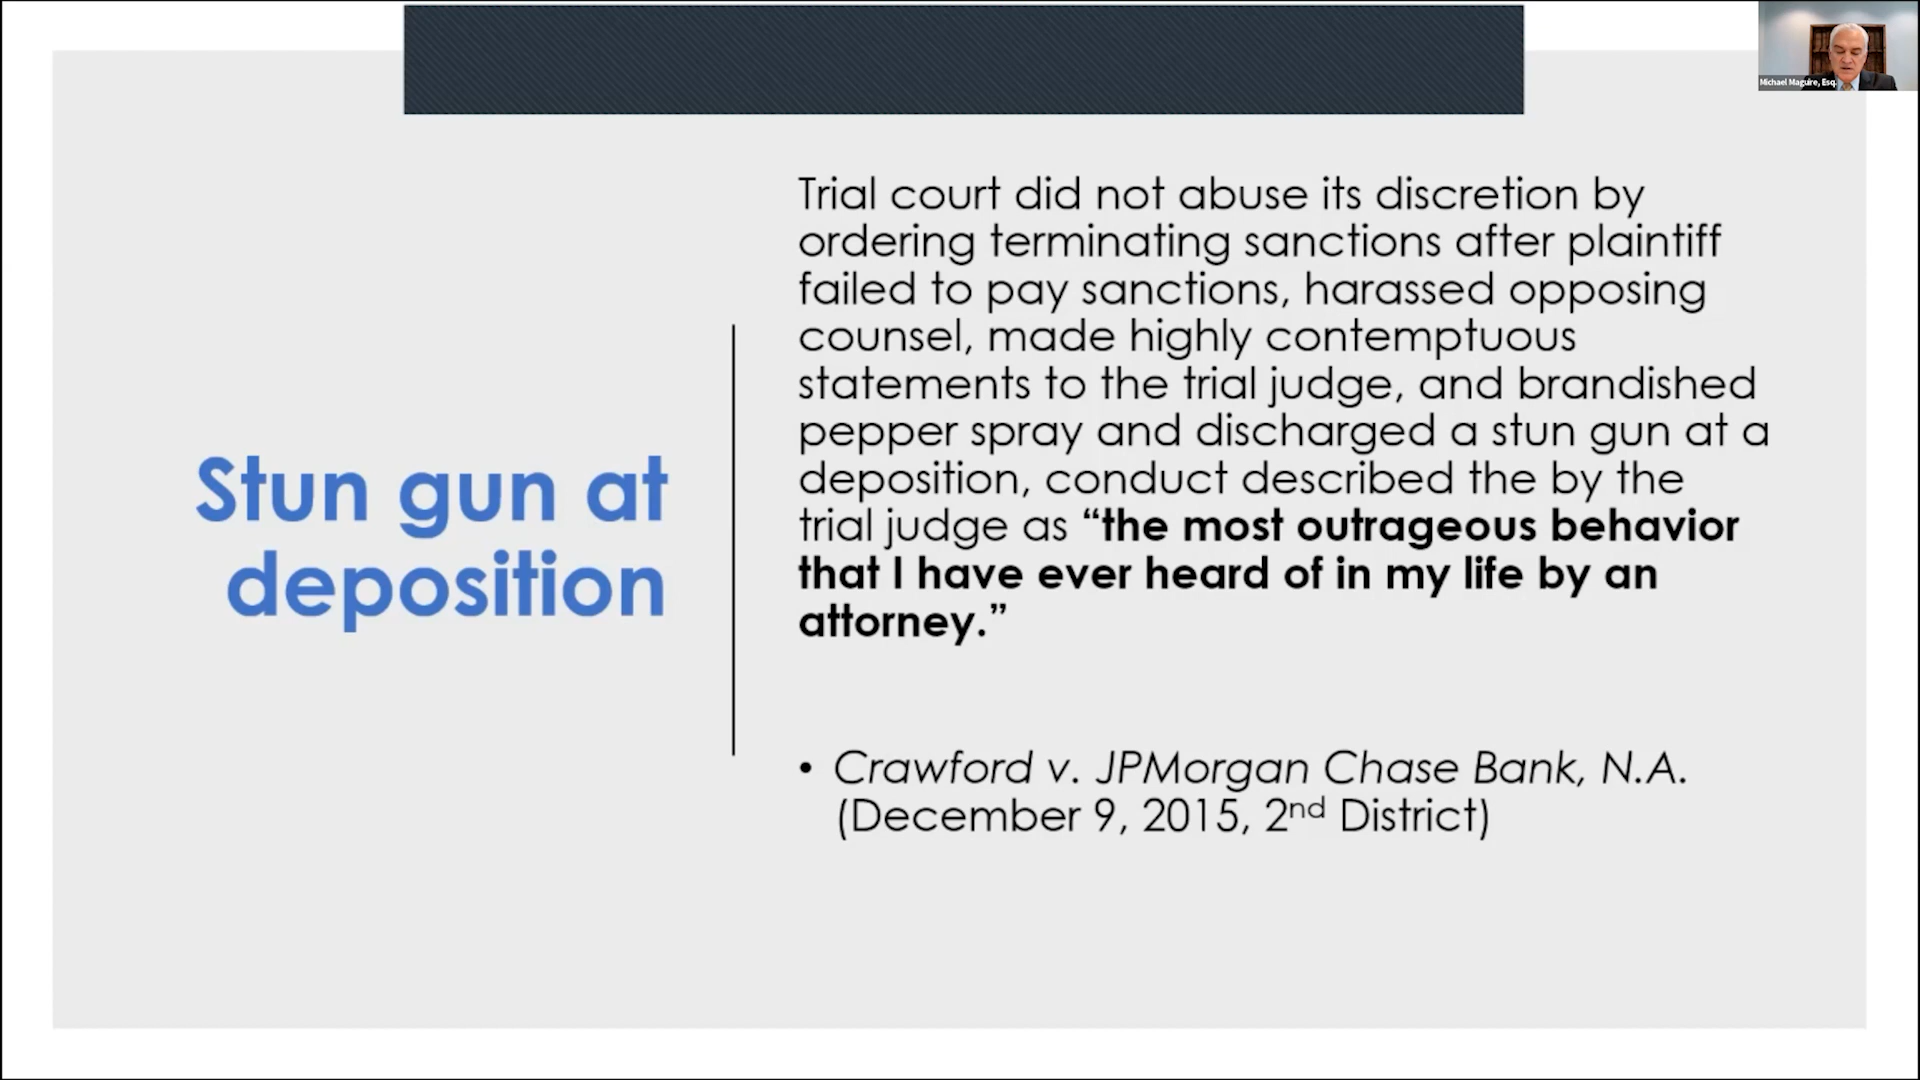 Michael Maguire, Esq.
Stun gun at
deposition
Trial court did not abuse its discretion by
ordering terminating sanctions after plaintiff
failed to pay sanctions, harassed opposing
counsel, made highly contemptuous
statements to the trial judge, and brandished
pepper spray and discharged a stun gun at a
deposition, conduct described the by the
trial judge as “the most outrageous behavior
that I have ever heard of in my life by an
attorney.”
• Crawford v. JPMorgan Chase Bank, N.A.
(December 9, 2015, 2nd District)